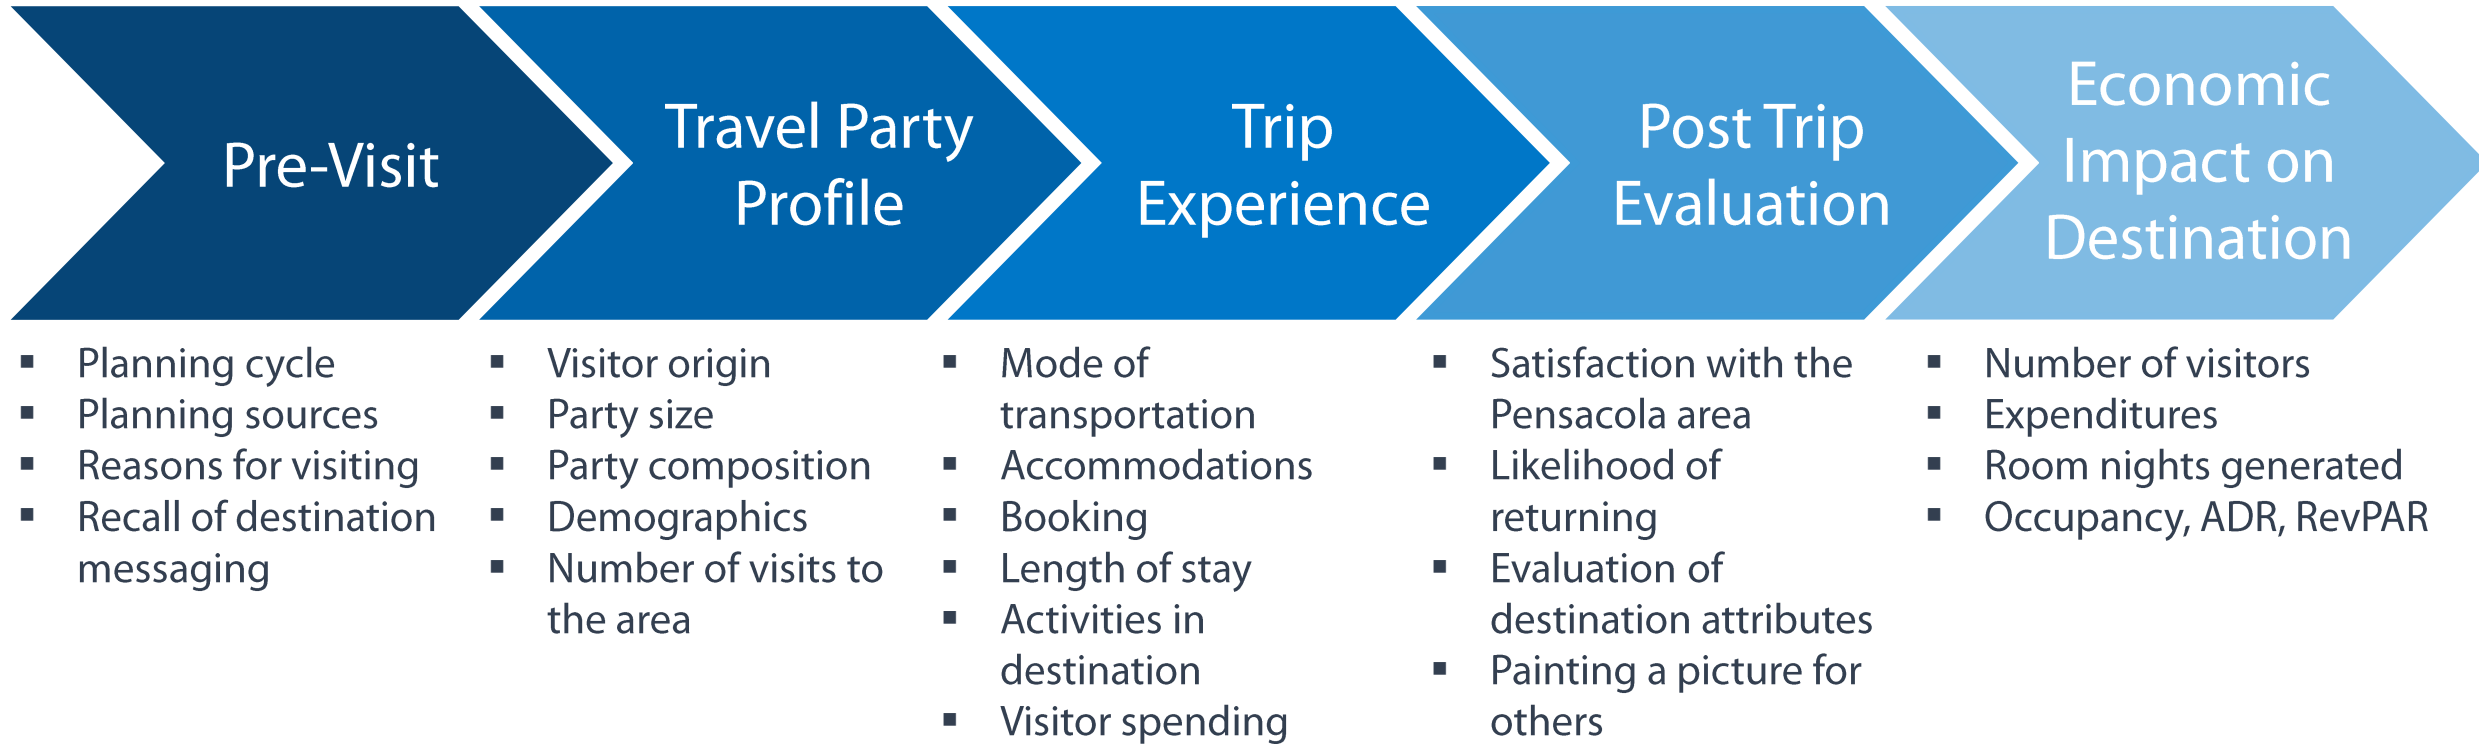 Pre-Visit
Travel Party
Profile
Trip
Experience
Post Trip
Evaluation
Economic
Impact on
Destination
▪ Planning cycle
▪ Planning sources
▪ Reasons for visiting
▪ Recall of destination
messaging
▪ Visitor origin
▪ Party size
▪ Party composition
▪ Demographics
▪ Number of visits to
the area
▪ Mode of
transportation
▪ Accommodations
▪ Booking
▪ Length of stay
▪ Activities in
destination
▪ Visitor spending
▪ Satisfaction with the
Pensacola area
▪ Likelihood of
returning
▪ Evaluation of
destination attributes
▪ Painting a picture for
others
▪ Number of visitors
▪ Expenditures
▪ Room nights generated
▪ Occupancy, ADR, RevPAR